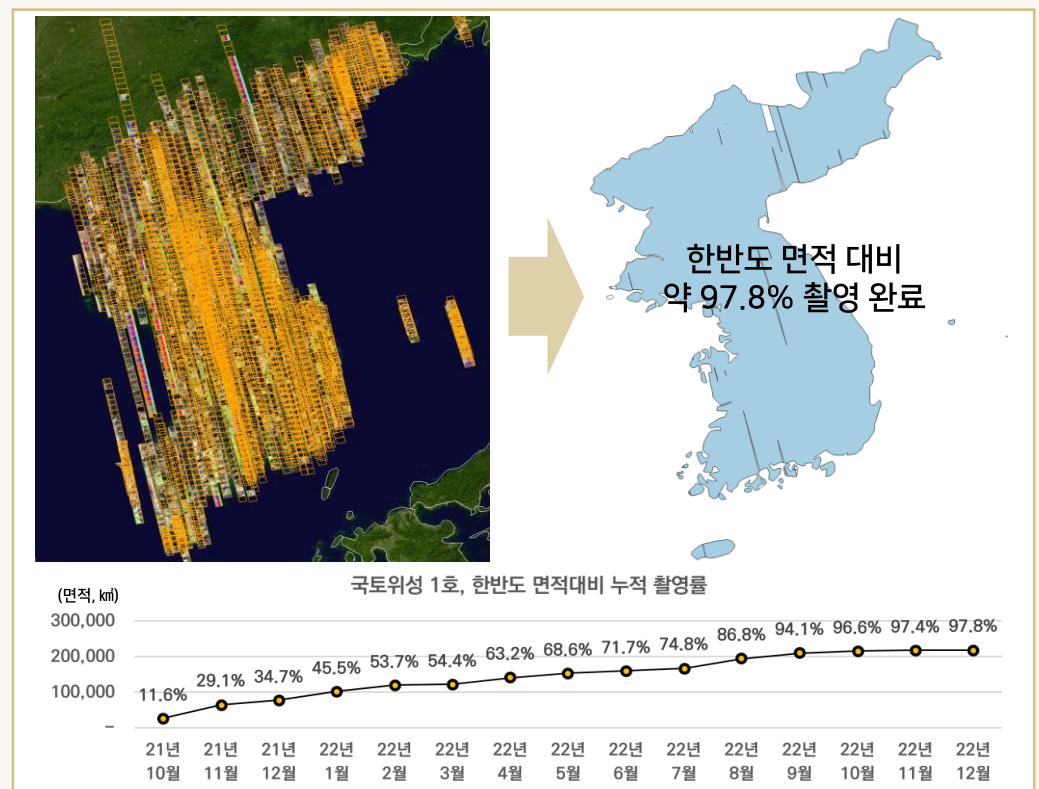 한반도 면적 대비
약 97.8% 촬영 완료
국토위성 1호, 한반도 면적대비 누적 촬영률
(면적, ㎢)
300,000
200,000
100,000
–
11.6% 29.1% 34.7% 45.5% 53.7% 54.4% 63.2% 68.6% 71.7% 74.8% 86.8% 94.1% 96.6% 97.4% 97.8%
21년 21년 21년 22년 22년 22년 22년 22년 22년 22년 22년 22년 22년 22년 22년
10월 11월 12월 1월 2월 3월 4월 5월 6월 7월 8월 9월 10월 11월 12월